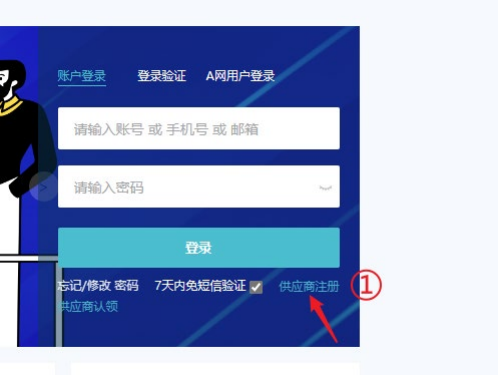 账户登录 登录验证 A网用户登录
请输入账号 或 手机号 或 邮箱
请输入密码
登录
忘记/修改 密码 7天内免短信验证 供应商注册 ①
供应商认领